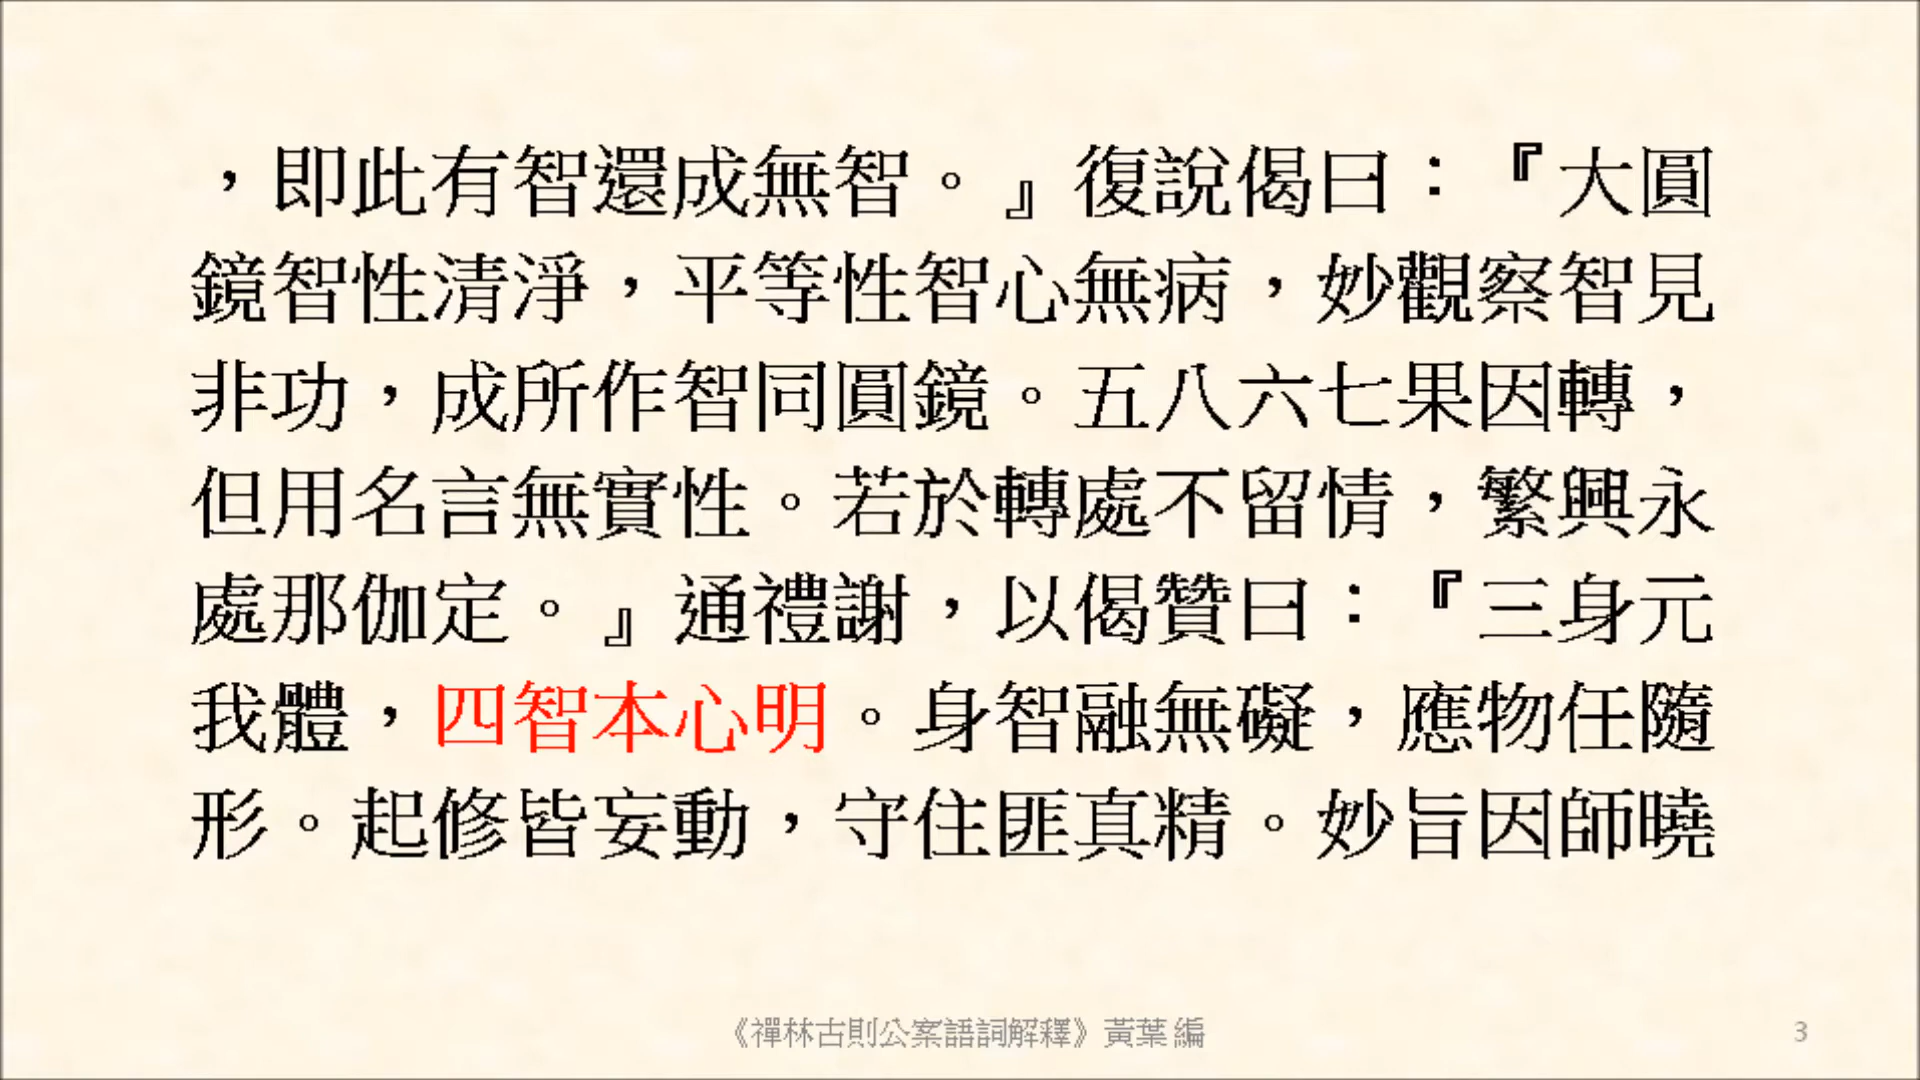 ，即此有智還成無智。』復說偈曰：『大圓
鏡智性清淨，平等性智心無病，妙觀察智見
非功，成所作智同圓鏡。五八六七果因轉，
但用名言無實性。若於轉處不留情，繁興永
處那伽定。』通禮謝，以偈贊曰：『三身元
我體，四智本心明。身智融無礙，應物任隨
形。起修皆妄動，守住匪真精。妙旨因師曉
《禪林古則公案語詞解釋》黃葉 編
3